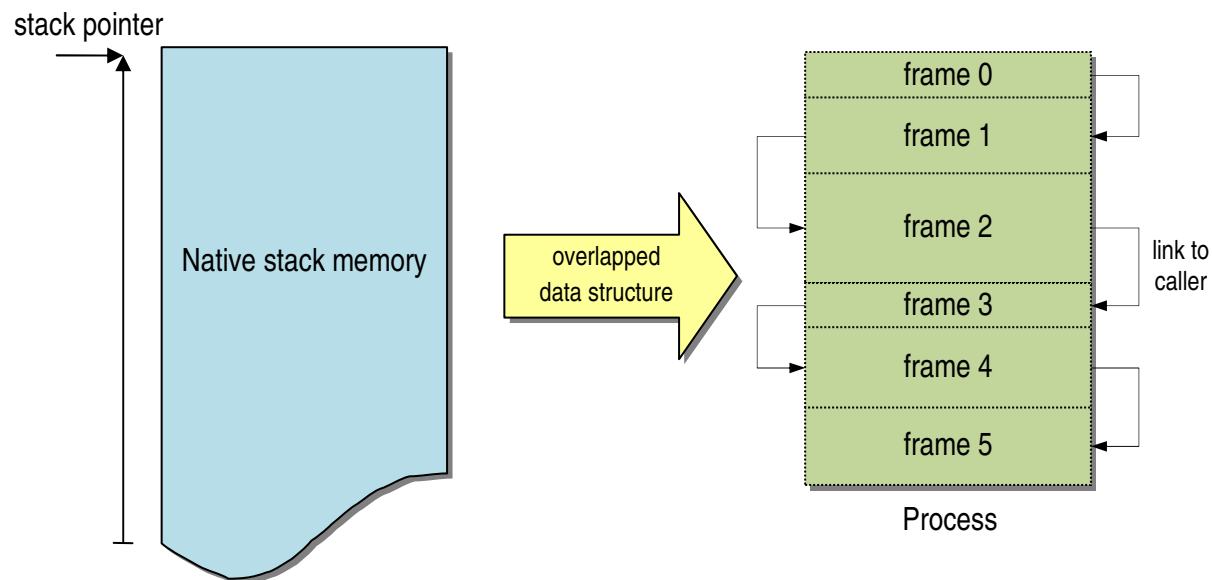 stack pointer
Native stack memory
overlapped
data structure
frame 0
frame 1
frame 2
frame 3
frame 4
frame 5
link to
caller
Process